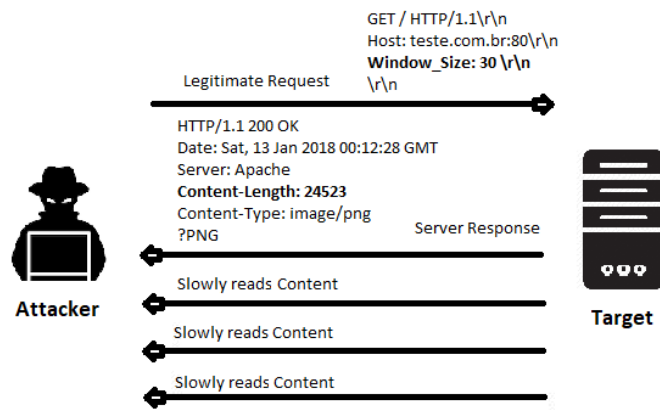 GET / HTTP/1.1\r\n
Host: teste.com.br:80\r\n
Window_Size: 30 \r\n
\r\n
Legitimate Request
HTTP/1.1 200 OK
Date: Sat, 13 Jan 2018 00:12:28 GMT
Server: Apache
Content-Length: 24523
Content-Type: image/png
?PNG
Server Response
Slowly reads Content
Attacker
Target
Slowly reads Content
Slowly reads Content